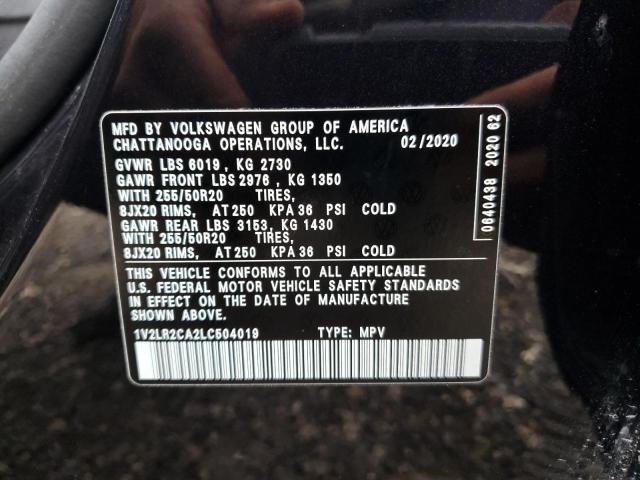 MFD BY VOLKSWAGEN GROUP OF AMERICA
CHATTANOOGA OPERATIONS, LLC. 02/2020
GVWR LBS 6019 , KG 2730
GAWR FRONT LBS 2976 , KG 1350
WITH 255/50R20 TIRES,
8JX20 RIMS, AT 250 KPA 36 PSI COLD
GAWR REAR LBS 3153, KG 1430
WITH 255/50R20 TIRES,
8JX20 RIMS, AT 250 KPA 36 PSI COLD
THIS VEHICLE CONFORMS TO ALL APPLICABLE
U.S. FEDERAL MOTOR VEHICLE SAFETY STANDARDS
IN EFFECT ON THE DATE OF MANUFACTURE
SHOWN ABOVE.
1V2LR2CA2LC504019 TYPE: MPV
0640438 2020 62